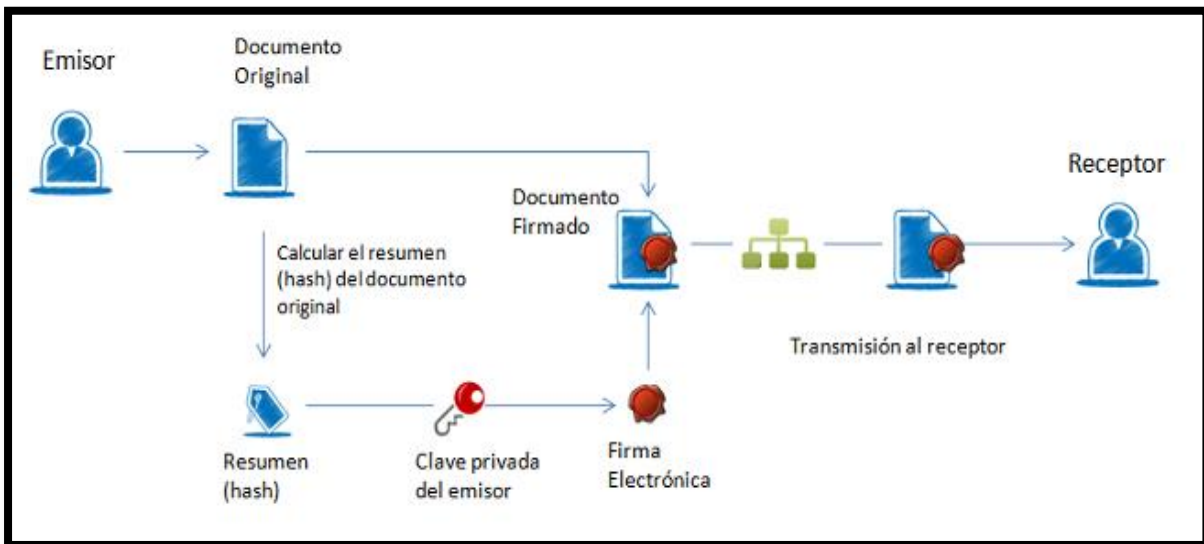 Emisor
Documento
Original
Receptor
Documento
Firmado
Calcular el resumen
(hash) del documento
original
Transmisión al receptor
Resumen
(hash)
Clave privada
del emisor
Firma
Electrónica